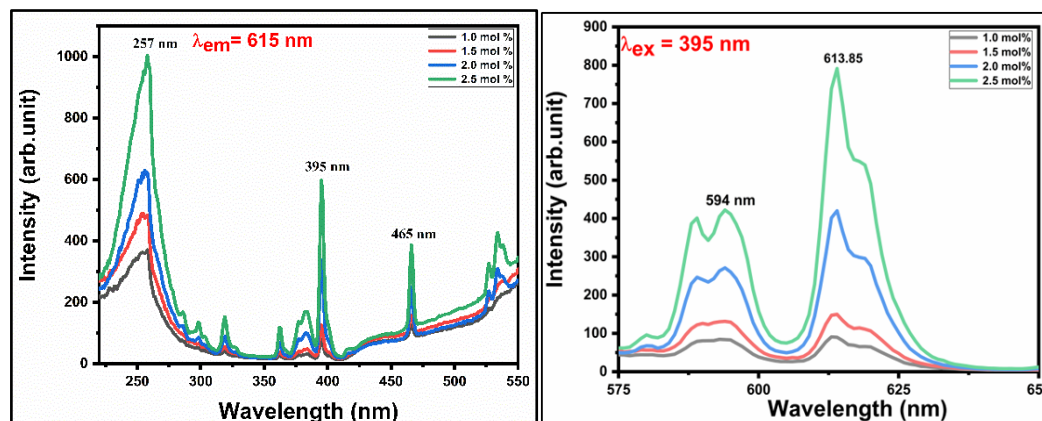 257 nm
λem= 615 nm
1.0 mol %
1.5 mol %
2.0 mol %
2.5 mol %
395 nm
465 nm
Intensity (arb.unit)
1000
800
600
400
200
0
250 300 350 400 450 500 550
Wavelength (nm)
λex = 395 nm
613.85
1.0 mol%
1.5 mol%
2.0 mol%
2.5 mol%
594 nm
Intensity (arb.unit)
900
800
700
600
500
400
300
200
100
0
575 600 625 65
Wavelength (nm)